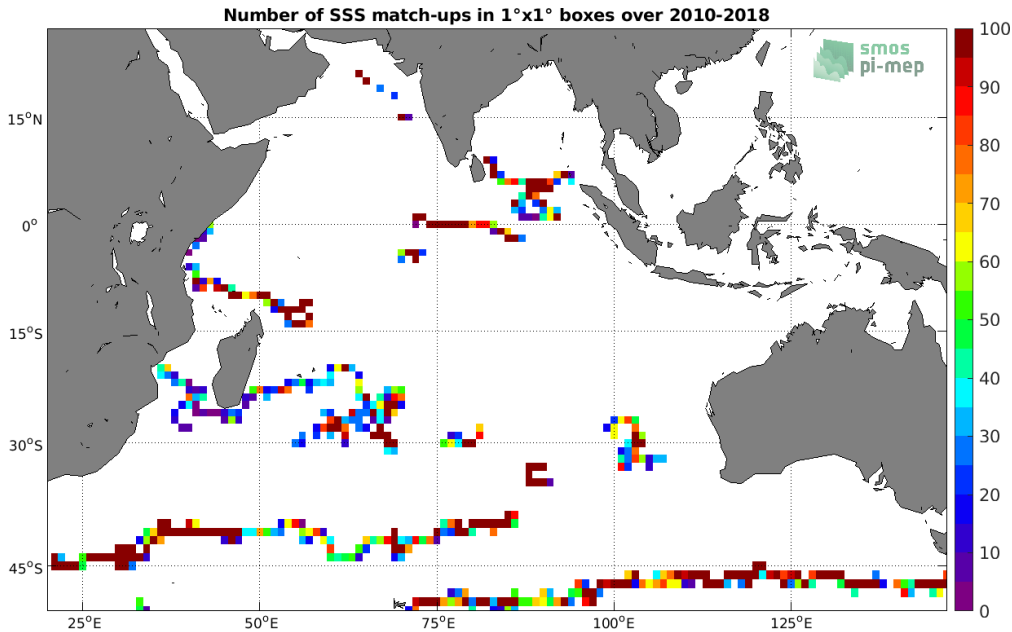 Number of SSS match-ups in 1°x1° boxes over 2010-2018
smos
pi-mep
15°N
0°
15°S
30°S
45°S
25°E
50°E
75°E
100°E
125°E
100
90
80
70
60
50
40
30
20
10
0